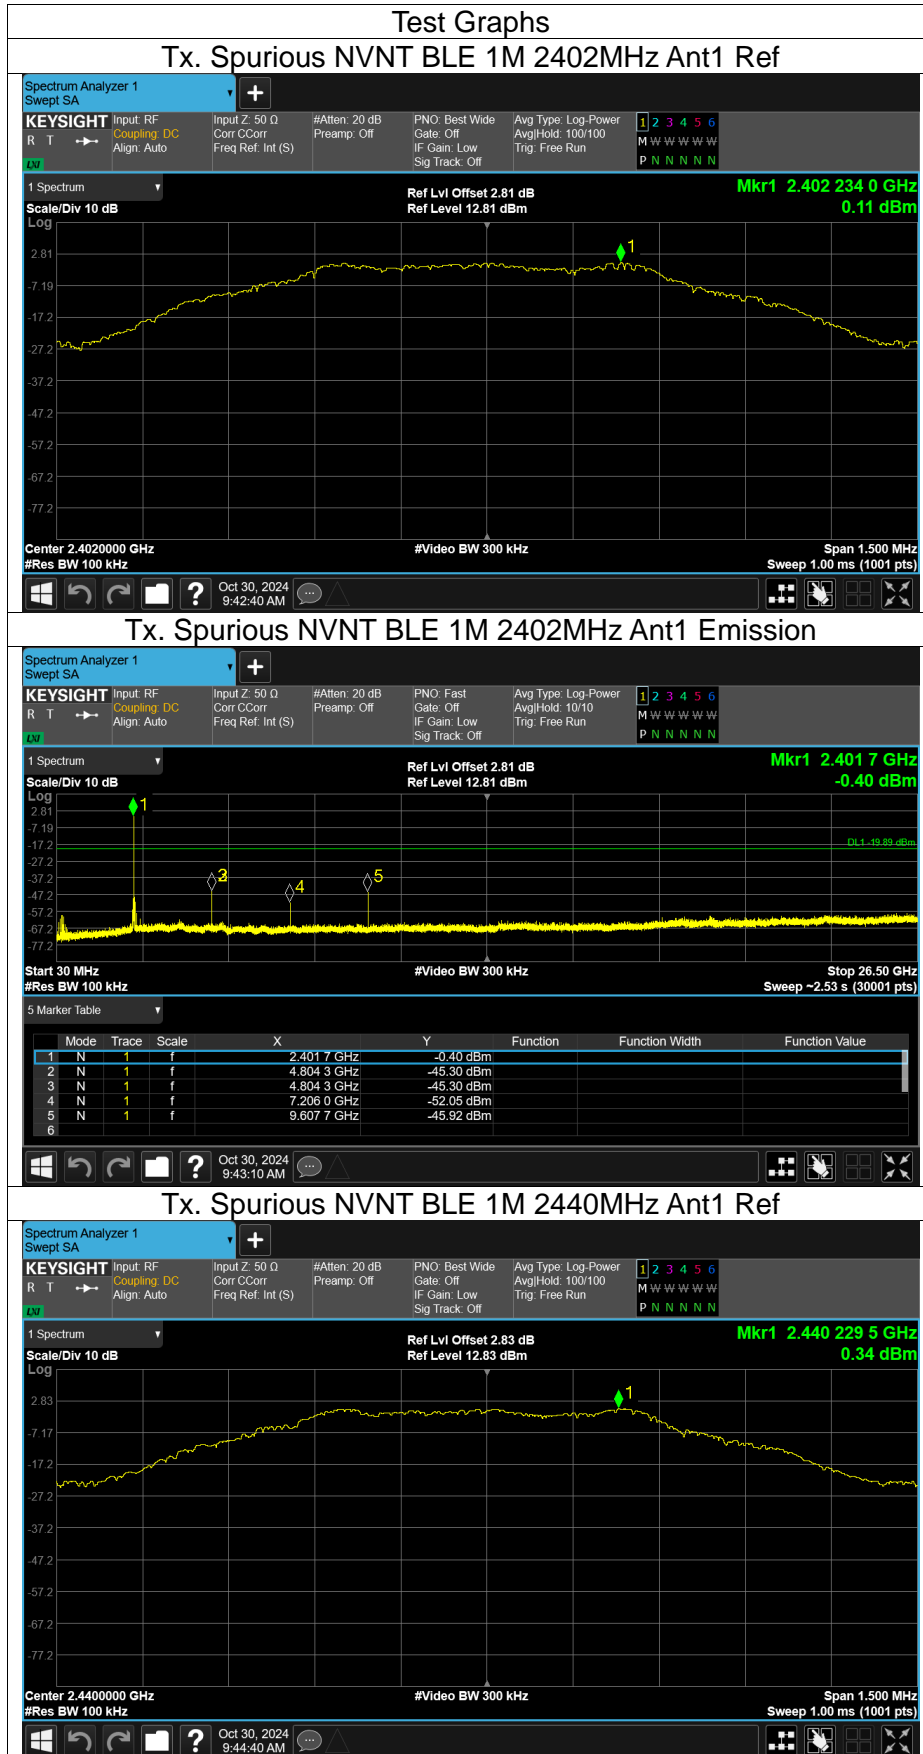 Test Graphs
Tx. Spurious NVNT BLE 1M 2402MHz Ant1 Ref
Spectrum Analyzer 1
Swept SA
+
KEYSIGHT Input: RF Input Z: 50 Ω #Atten: 20 dB PNO: Best Wide Avg Type: Log-Power 1 2 3 4 5 6
R T Coupling: DC Corr CCorr Preamp: Off Gate: Off Avg|Hold: 100/100 M W W W W W
Align: Auto Freq Ref: Int (S) IF Gain: Low Trig: Free Run
LXI Sig Track: Off P N N N N N
1 Spectrum Ref Lvl Offset 2.81 dB Mkr1 2.402 234 0 GHz
Scale/Div 10 dB Ref Level 12.81 dBm 0.11 dBm
Log
1
2.81
-7.19
-17.2
-27.2
-37.2
-47.2
-57.2
-67.2
-77.2
Center 2.4020000 GHz #Video BW 300 kHz Span 1.500 MHz
#Res BW 100 kHz Sweep 1.00 ms (1001 pts)
? Oct 30, 2024
9:42:40 AM
Tx. Spurious NVNT BLE 1M 2402MHz Ant1 Emission
Spectrum Analyzer 1
Swept SA
+
KEYSIGHT Input: RF Input Z: 50 Ω #Atten: 20 dB PNO: Fast Avg Type: Log-Power 1 2 3 4 5 6
R T Coupling: DC Corr CCorr Preamp: Off Gate: Off Avg|Hold: 10/10 M W W W W W
Align: Auto Freq Ref: Int (S) IF Gain: Low Trig: Free Run
LXI Sig Track: Off P N N N N N
1 Spectrum Ref Lvl Offset 2.81 dB Mkr1 2.401 7 GHz
Scale/Div 10 dB Ref Level 12.81 dBm -0.40 dBm
Log
1
2.81
-7.19
-17.2 DL1 -19.89 dBm
-27.2
-37.2 2 3 4 5
-47.2
-57.2
-67.2
-77.2
Start 30 MHz #Video BW 300 kHz Stop 26.50 GHz
#Res BW 100 kHz Sweep ~2.53 s (30001 pts)
5 Marker Table
Mode Trace Scale X Y Function Function Width Function Value
1 N 1 f 2.401 7 GHz -0.40 dBm
2 N 1 f 4.804 3 GHz -45.30 dBm
3 N 1 f 4.804 3 GHz -45.30 dBm
4 N 1 f 7.206 0 GHz -52.05 dBm
5 N 1 f 9.607 7 GHz -45.92 dBm
6
? Oct 30, 2024
9:43:10 AM
Tx. Spurious NVNT BLE 1M 2440MHz Ant1 Ref
Spectrum Analyzer 1
Swept SA
+
KEYSIGHT Input: RF Input Z: 50 Ω #Atten: 20 dB PNO: Best Wide Avg Type: Log-Power 1 2 3 4 5 6
R T Coupling: DC Corr CCorr Preamp: Off Gate: Off Avg|Hold: 100/100 M W W W W W
Align: Auto Freq Ref: Int (S) IF Gain: Low Trig: Free Run
LXI Sig Track: Off P N N N N N
1 Spectrum Ref Lvl Offset 2.83 dB Mkr1 2.440 229 5 GHz
Scale/Div 10 dB Ref Level 12.83 dBm 0.34 dBm
Log
1
2.83
-7.17
-17.2
-27.2
-37.2
-47.2
-57.2
-67.2
-77.2
Center 2.4400000 GHz #Video BW 300 kHz Span 1.500 MHz
#Res BW 100 kHz Sweep 1.00 ms (1001 pts)
? Oct 30, 2024
9:44:40 AM